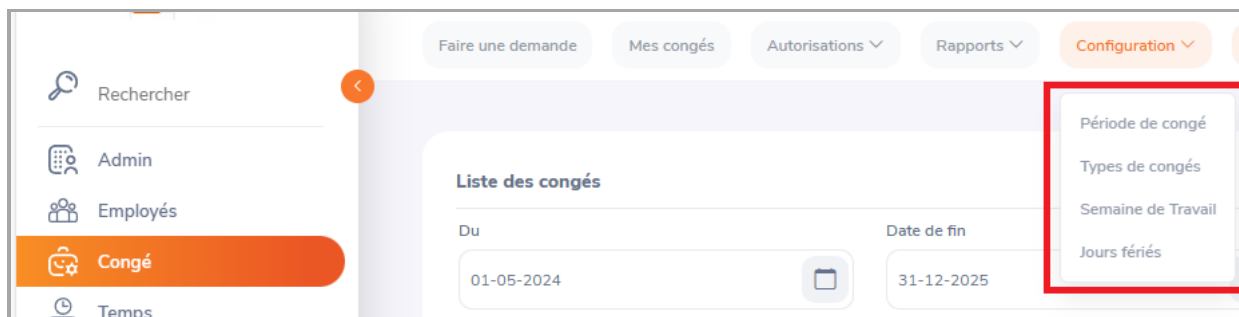 Faire une demande
Mes congés
Autorisations
Rapports
Configuration
Rechercher
Admin
Employés
Congé
Temps
Période de congé
Types de congés
Semaine de Travail
Jours fériés
Liste des congés
Du
Date de fin
01-05-2024
31-12-2025